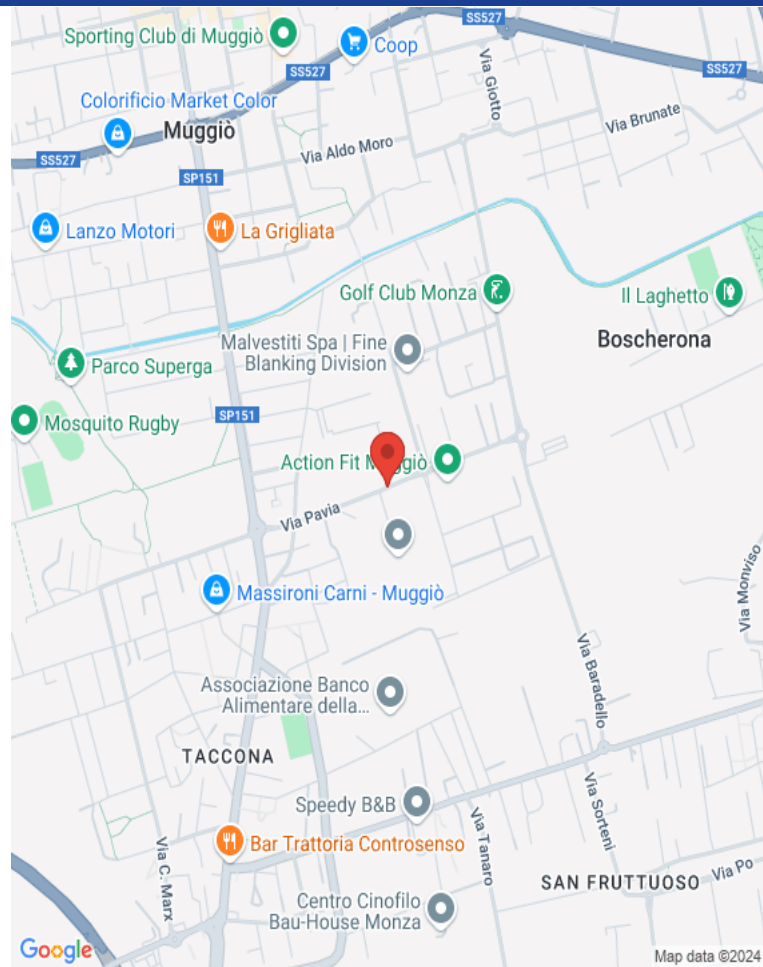 Sporting Club di Muggiò
SS527
Coop
SS527
SS527
Colorificio Market Color
Muggiò
Via Giotto
Via Brunate
SS527
Via Aldo Moro
SP151
Lanzo Motori
La Grigliata
Golf Club Monza
Il Laghetto
Boscherona
Malvestiti Spa | Fine
Blanking Division
Parco Superga
SP151
Mosquito Rugby
Action Fit Muggiò
Via Pavia
Massironi Carni - Muggiò
Via Monviso
Via Baradello
Associazione Banco
Alimentare della...
TACCONA
Speedy B&B
Via Sorteni
Via Tanaro
Bar Trattoria Controsenso
Via C. Marx
SAN FRUTTUOSO
Via Po
Centro Cinofilo
Bau-House Monza
Google
Map data ©2024